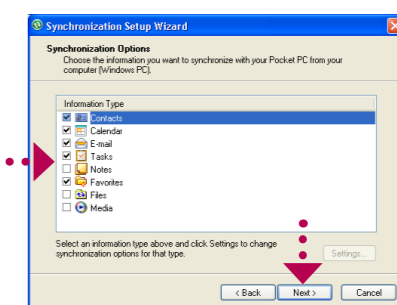 Synchronization Setup Wizard
Synchronization Options
Choose the information you want to synchronize with your Pocket PC from your
computer (Windows PC).
Information Type
Contacts
Calendar
E-mail
Tasks
Notes
Favorites
Files
Media
Select an information type above and click Settings to change
synchronization options for that type.
Settings...
< Back
Next >
Cancel